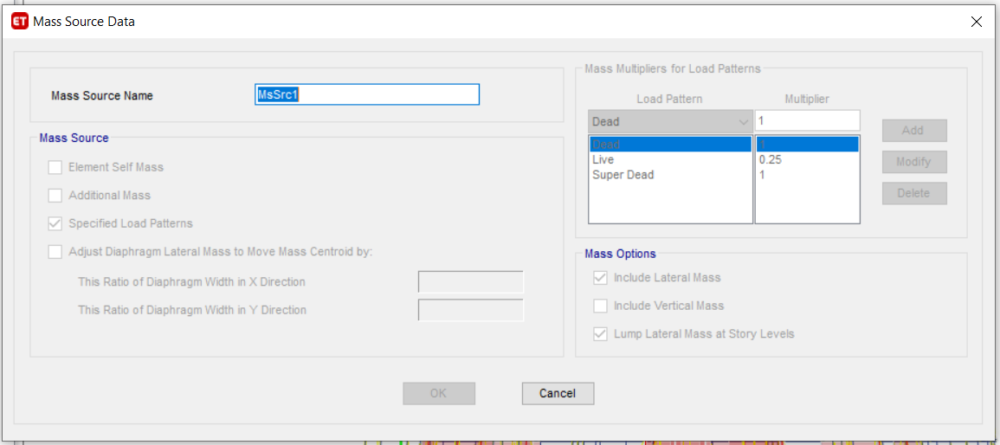 ET Mass Source Data
Mass Source Name MsSrc1
Mass Source
Element Self Mass
Additional Mass
Specified Load Patterns
Adjust Diaphragm Lateral Mass to Move Mass Centroid by:
This Ratio of Diaphragm Width in X Direction
This Ratio of Diaphragm Width in Y Direction
Mass Multipliers for Load Patterns
Load Pattern Multiplier
Dead 1
Dead 1
Live 0.25
Super Dead 1
Add
Modify
Delete
Mass Options
Include Lateral Mass
Include Vertical Mass
Lump Lateral Mass at Story Levels
OK Cancel